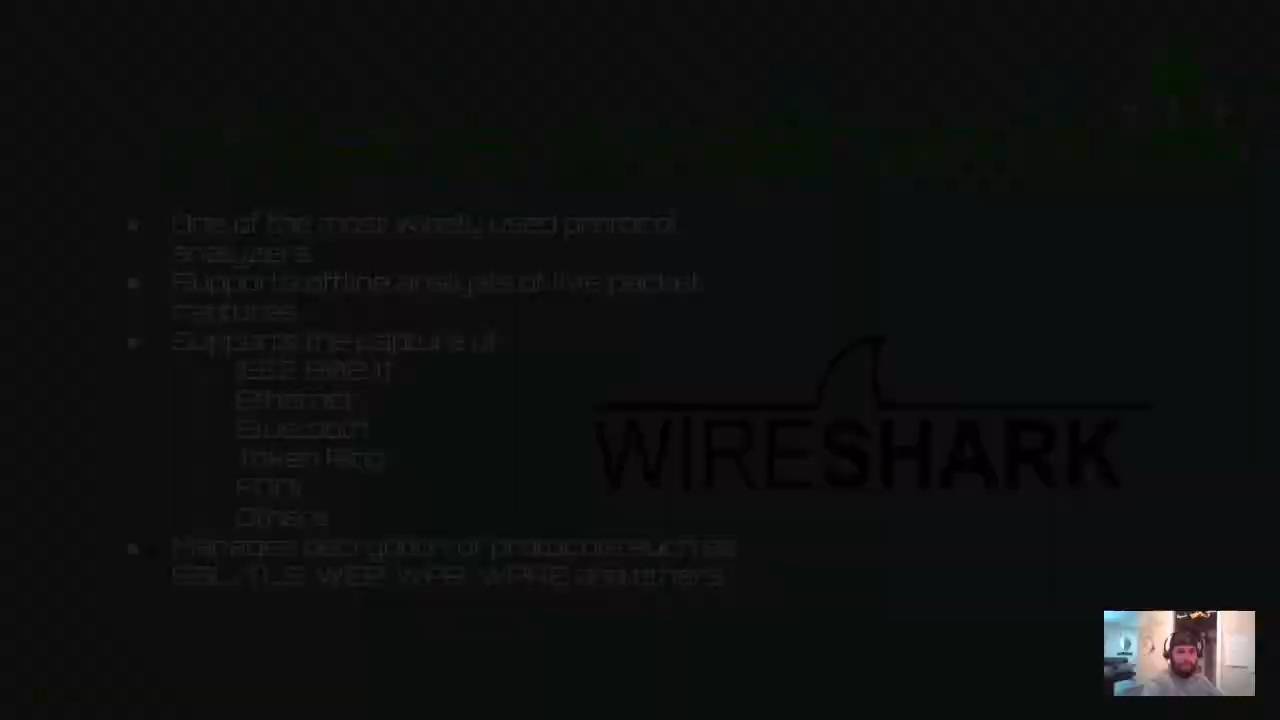 One of the most widely used protocol
analyzers
Supports offline analysis of live packet
captures
Supports the capture of
IEEE 802.11
Ethernet
Bluetooth
Token Ring
FDDI
Others
WIRESHARK
Manages decryption of protocols such as
SSL/TLS, WEP, WPA, WPA2 and others